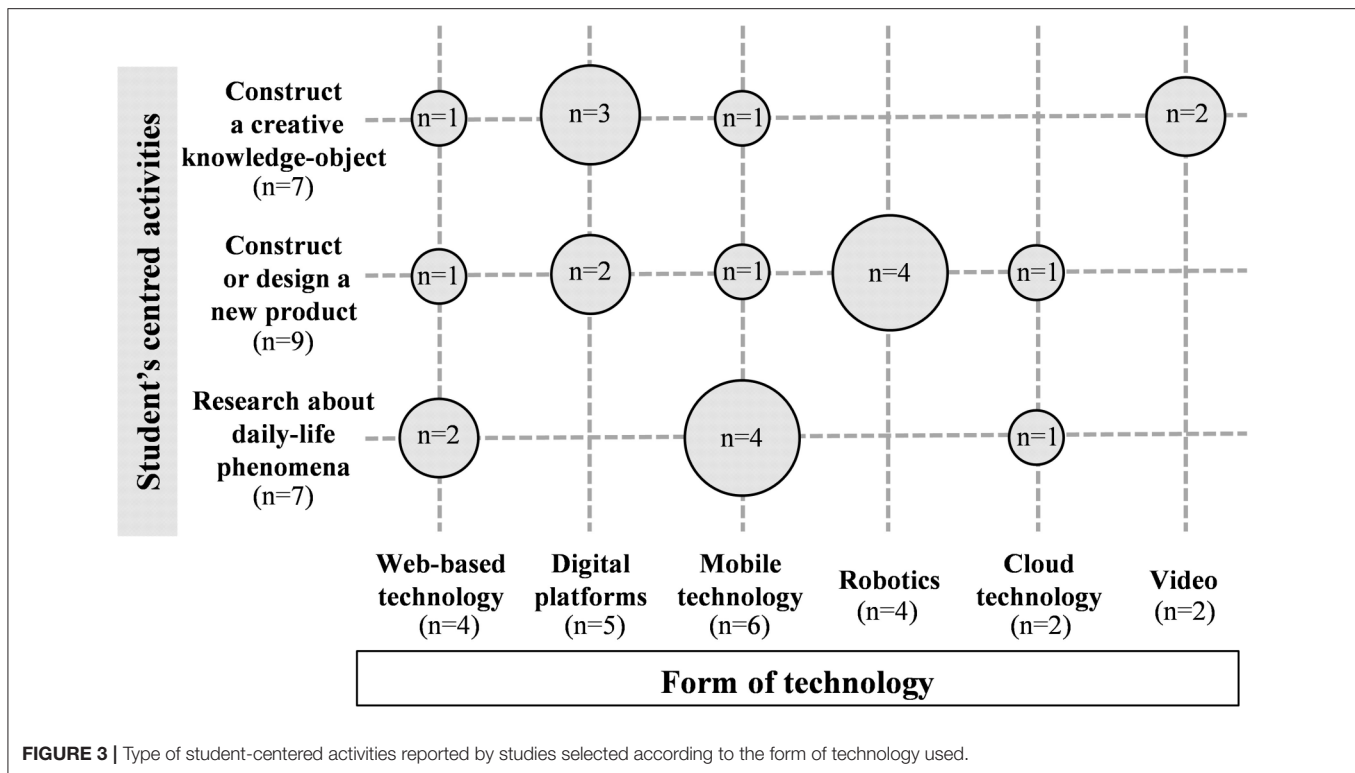 Student's centred activities
Construct
a creative
knowledge-object
(n=7)
n=1
n=3
n=1
n=2
Construct
or design a
new product
(n=9)
n=1
n=2
n=1
n=4
n=1
Research about
daily-life
phenomena
(n=7)
n=2
n=4
n=1
Web-based
technology
(n=4)
Digital
platforms
(n=5)
Mobile
technology
(n=6)
Robotics
(n=4)
Cloud
technology
(n=2)
Video
(n=2)
Form of technology
FIGURE 3 | Type of student-centered activities reported by studies selected according to the form of technology used.